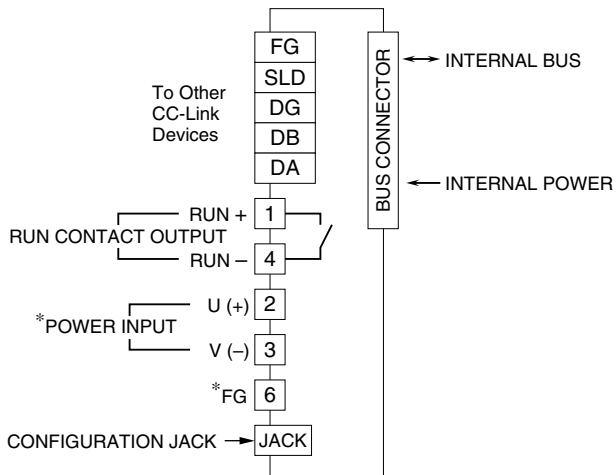 FG
SLD
DG
DB
DA
To Other
CC-Link
Devices
BUS CONNECTOR
INTERNAL BUS
INTERNAL POWER
RUN + 1
RUN CONTACT OUTPUT
RUN – 4
U (+) 2
*POWER INPUT
V (–) 3
*FG 6
CONFIGURATION JACK JACK